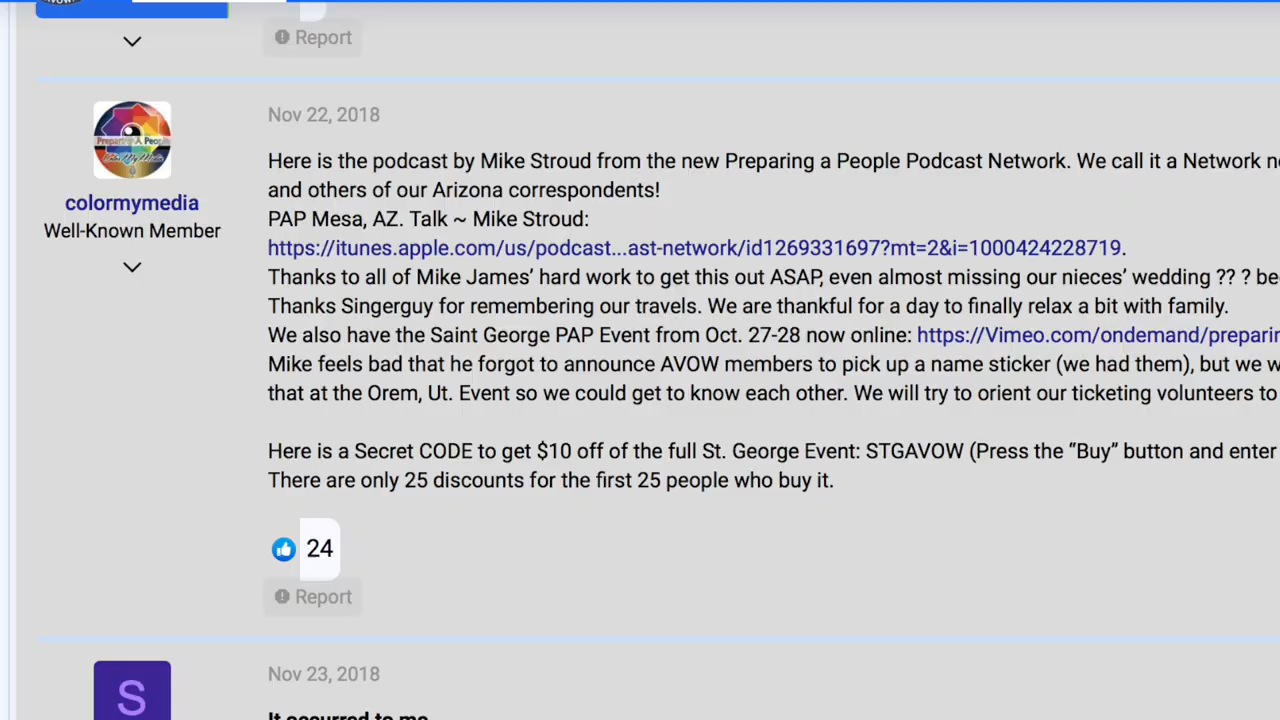 Report
Nov 22, 2018
Preparing A People
Color My Media
colormymedia
Well-Known Member
Here is the podcast by Mike Stroud from the new Preparing a People Podcast Network. We call it a Network
and others of our Arizona correspondents!
PAP Mesa, AZ. Talk ~ Mike Stroud:
https://itunes.apple.com/us/podcast...ast-network/id1269331697?mt=2&i=1000424228719.
Thanks to all of Mike James’ hard work to get this out ASAP, even almost missing our nieces’ wedding ?? ? be
Thanks Singerguy for remembering our travels. We are thankful for a day to finally relax a bit with family.
We also have the Saint George PAP Event from Oct. 27-28 now online: https://Vimeo.com/ondemand/preparin
Mike feels bad that he forgot to announce AVOW members to pick up a name sticker (we had them), but we w
that at the Orem, Ut. Event so we could get to know each other. We will try to orient our ticketing volunteers to
Here is a Secret CODE to get $10 off of the full St. George Event: STGAVOW (Press the “Buy” button and enter
There are only 25 discounts for the first 25 people who buy it.
24
Report
S
Nov 23, 2018
It occurred to me